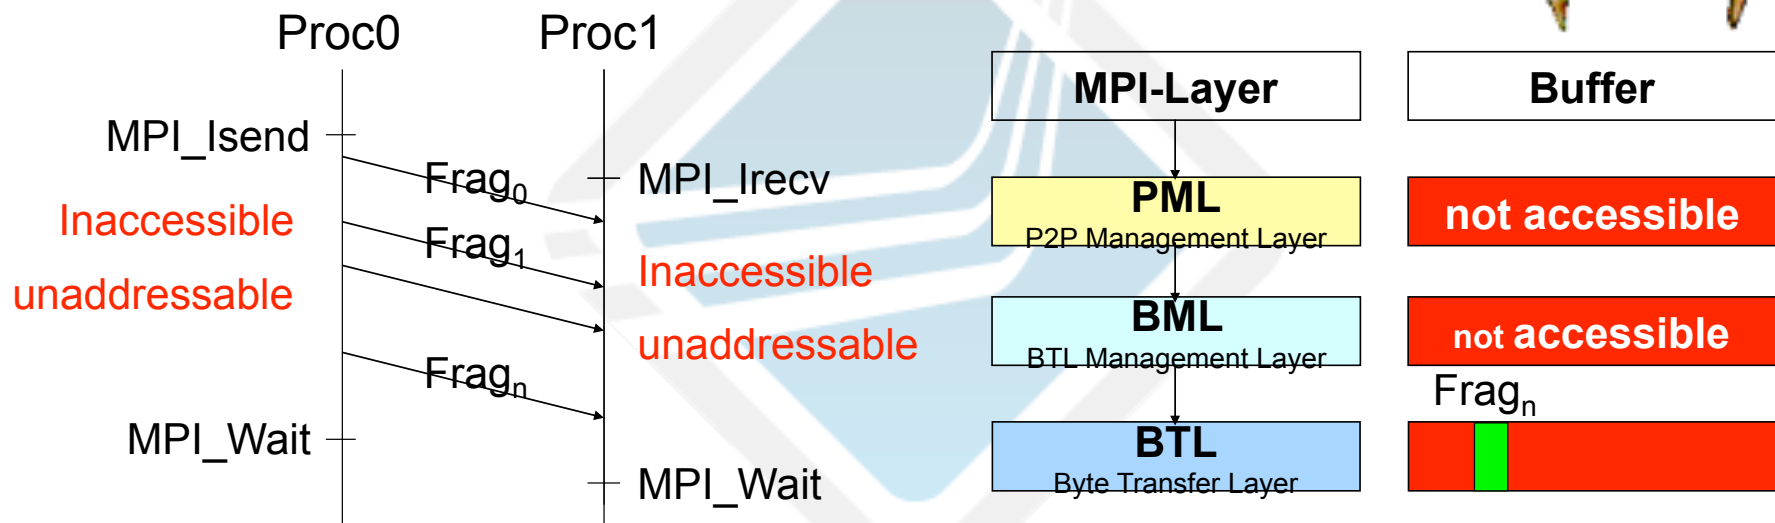 Proc0
Proc1
MPI_Isend
Frag0
MPI_Irecv
Inaccessible
Frag1
Inaccessible
unaddressable
unaddressable
Fragn
MPI_Wait
MPI_Wait
MPI-Layer
Buffer
PML
P2P Management Layer
not accessible
BML
BTL Management Layer
not accessible
Fragn
BTL
Byte Transfer Layer